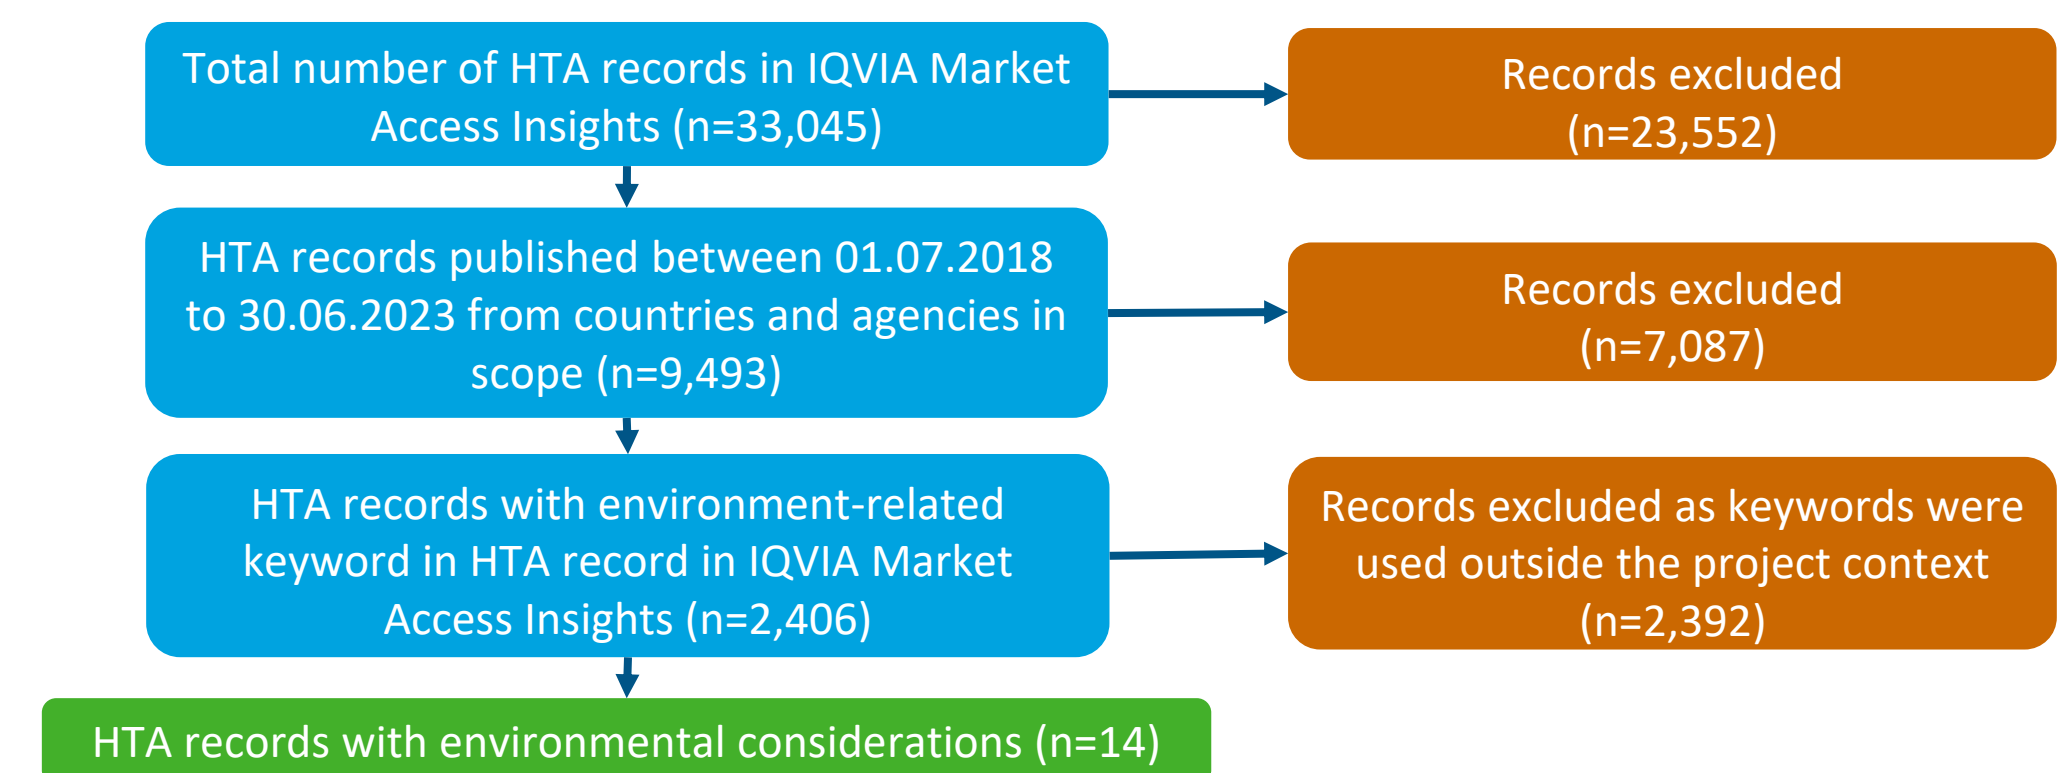 Total number of HTA records in IQVIA Market
Access Insights (n=33,045)
Records excluded
(n=23,552)
HTA records published between 01.07.2018
to 30.06.2023 from countries and agencies in
scope (n=9,493)
Records excluded
(n=7,087)
HTA records with environment-related
keyword in HTA record in IQVIA Market
Access Insights (n=2,406)
Records excluded as keywords were
used outside the project context
(n=2,392)
HTA records with environmental considerations (n=14)